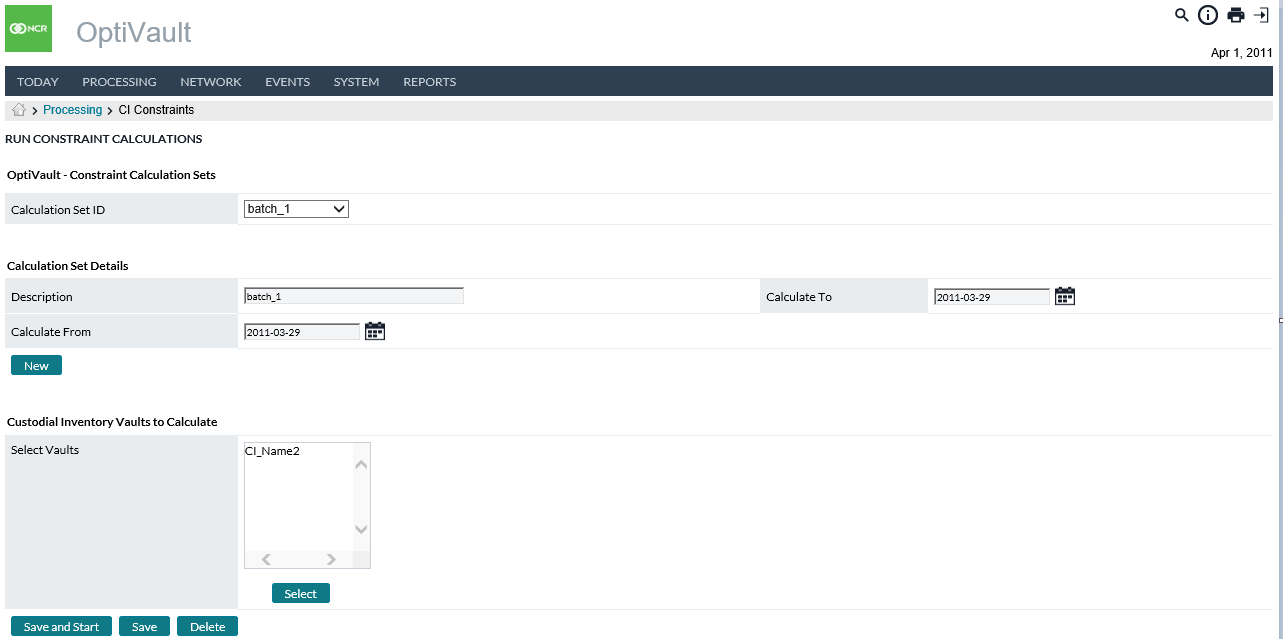 NCR
OptiVault
Apr 1, 2011
TODAY PROCESSING NETWORK EVENTS SYSTEM REPORTS
Processing > CI Constraints
RUN CONSTRAINT CALCULATIONS
OptiVault - Constraint Calculation Sets
Calculation Set ID batch_1
Calculation Set Details
Description batch_1 Calculate To 2011-03-29
Calculate From 2011-03-29
New
Custodial Inventory Vaults to Calculate
Select Vaults CI_Name2
Select
Save and Start Save Delete